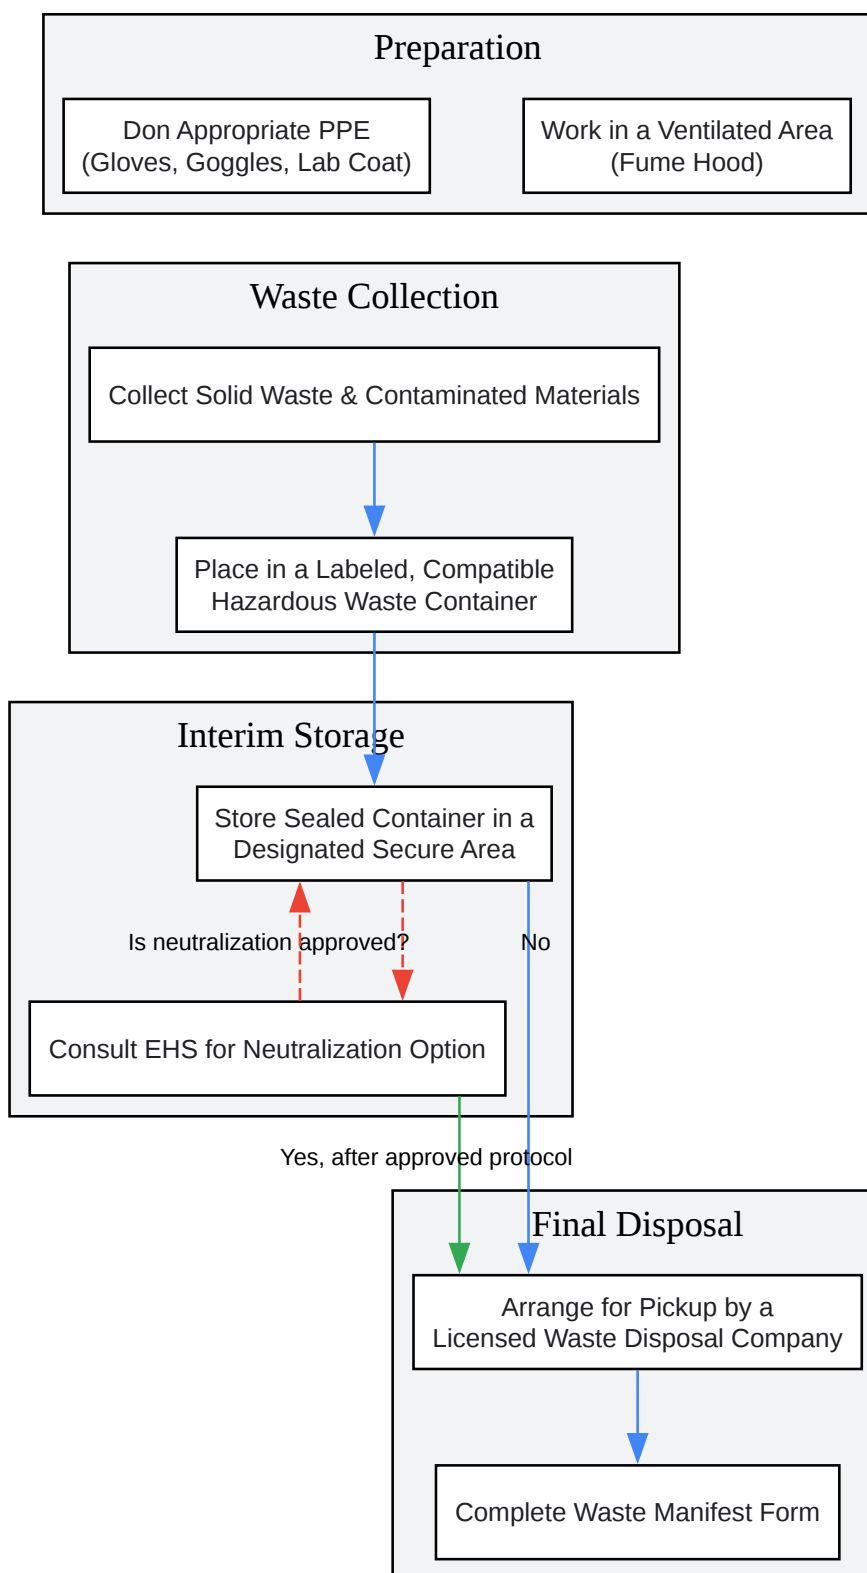 Preparation
Don Appropriate PPE
(Gloves, Goggles, Lab Coat)
Work in a Ventilated Area
(Fume Hood)
Waste Collection
Collect Solid Waste & Contaminated Materials
Place in a Labeled, Compatible
Hazardous Waste Container
Interim Storage
Store Sealed Container in a
Designated Secure Area
Is neutralization approved?
No
Consult EHS for Neutralization Option
Yes, after approved protocol
Final Disposal
Arrange for Pickup by a
Licensed Waste Disposal Company
Complete Waste Manifest Form